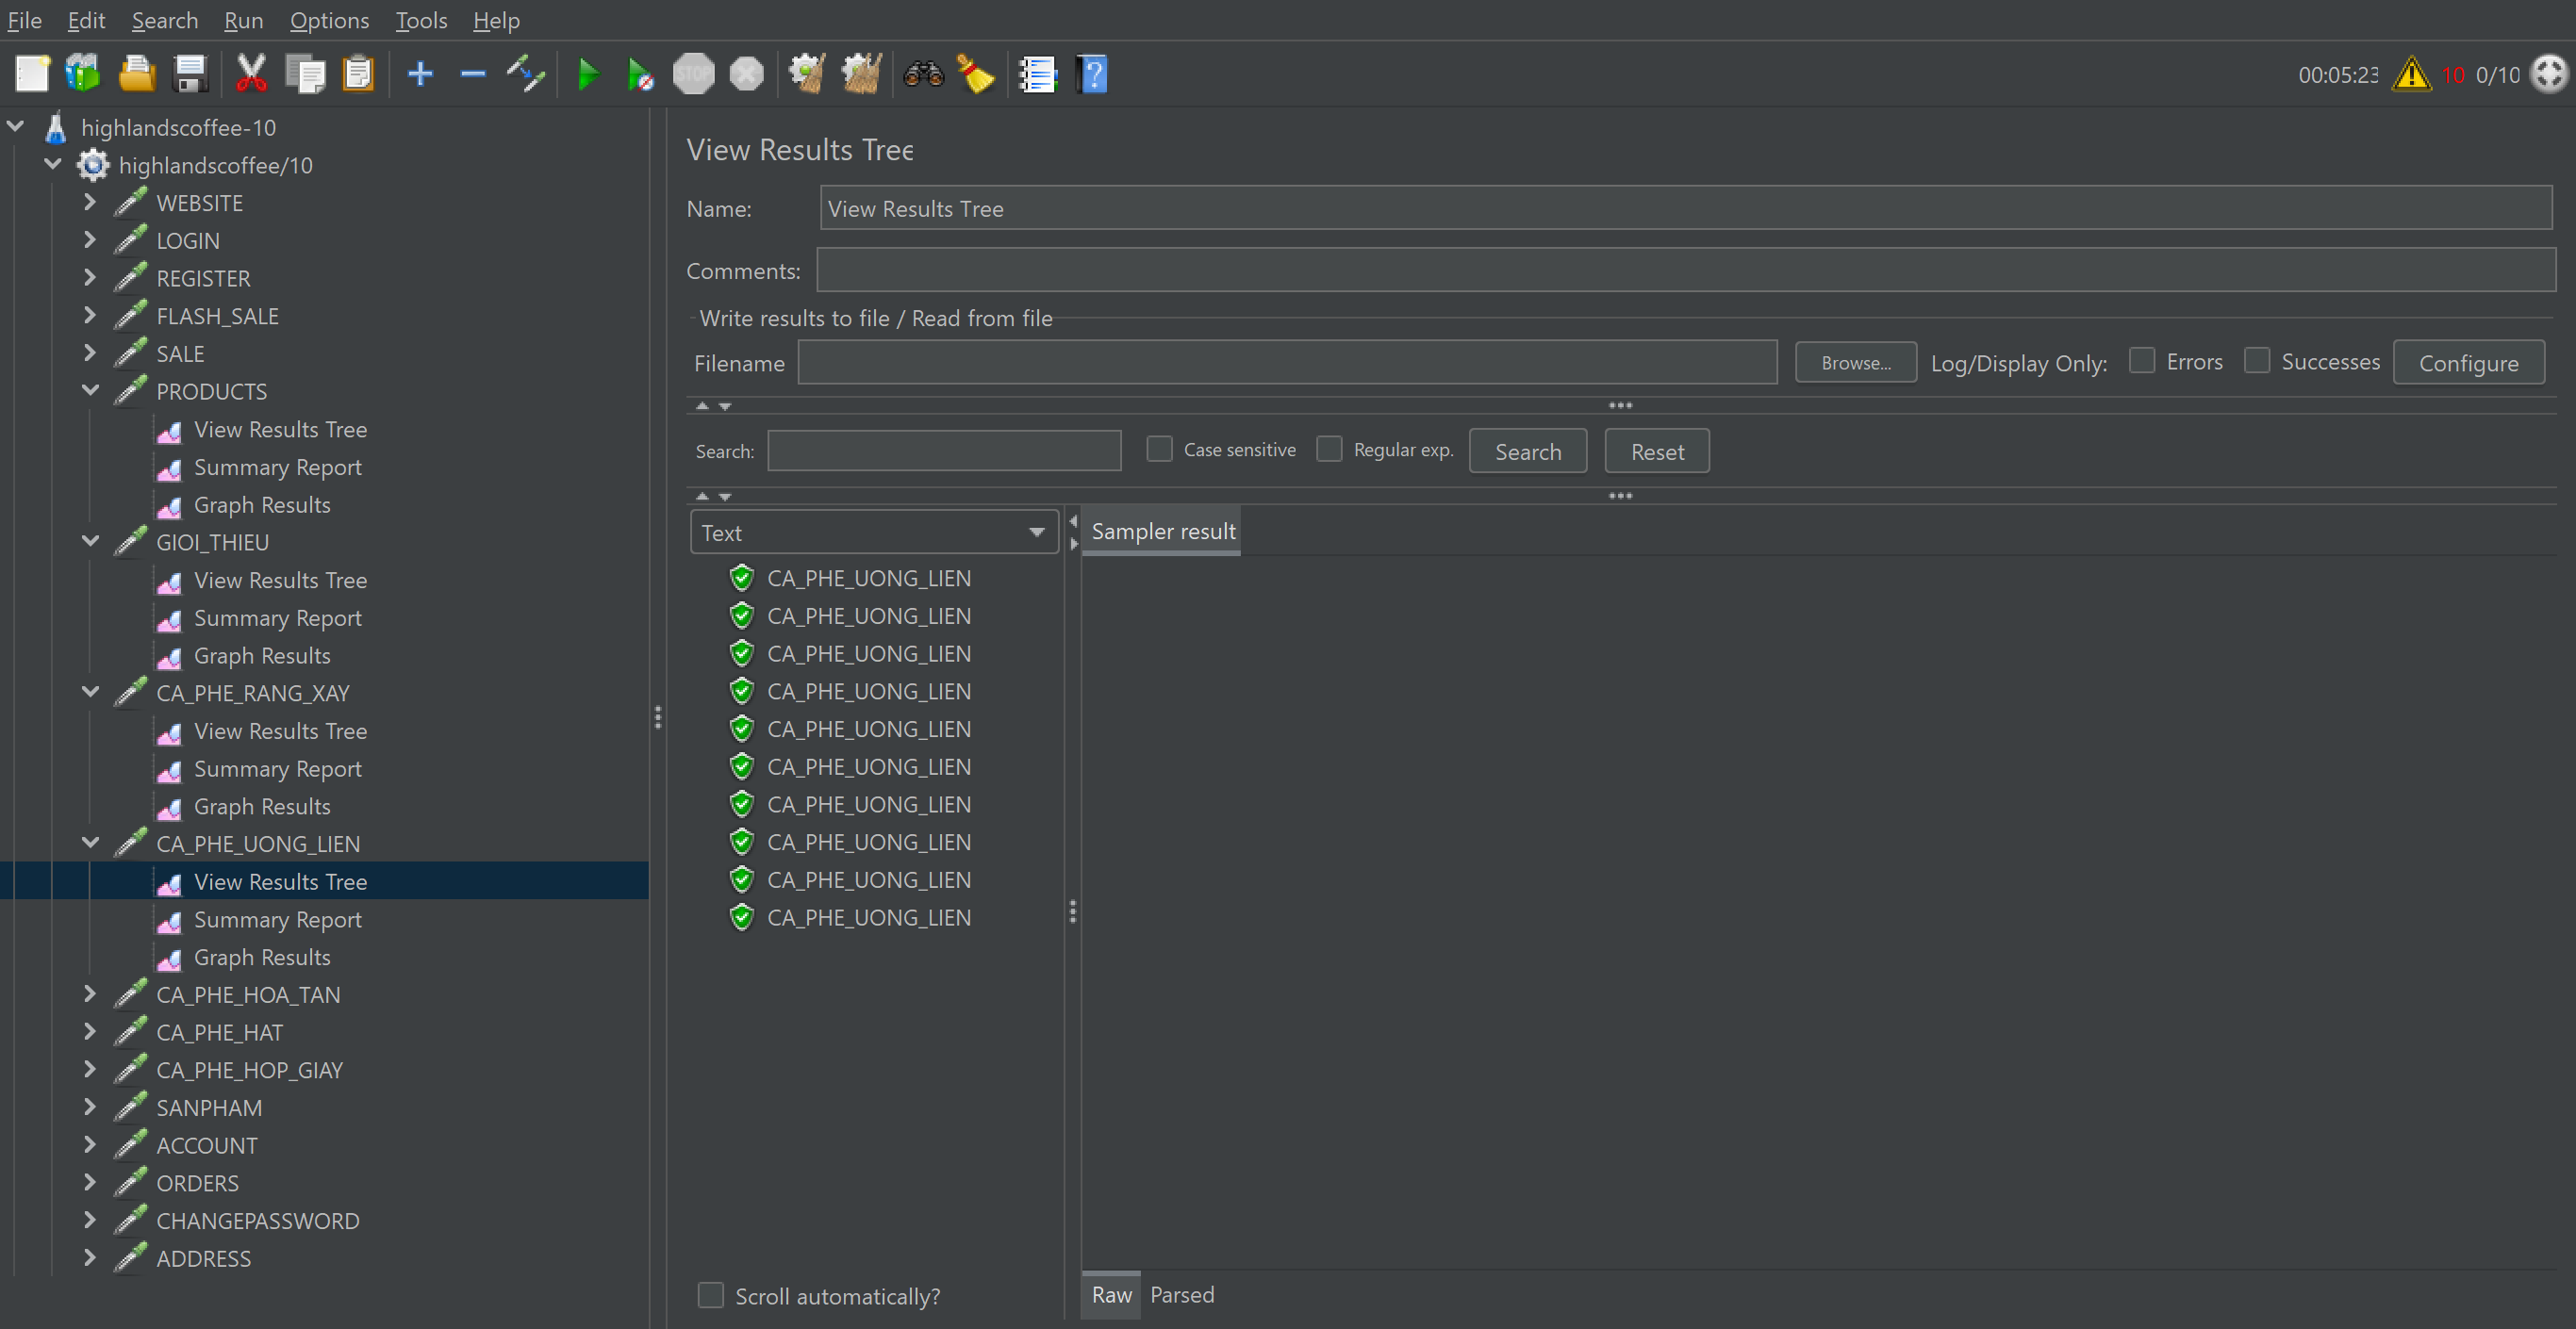 File Edit Search Run Options Tools Help
STOP
00:05:23 10 0/10
highlandscoffee-10
highlandscoffee/10
WEBSITE
LOGIN
REGISTER
FLASH_SALE
SALE
PRODUCTS
View Results Tree
Summary Report
Graph Results
GIOI_THIEU
View Results Tree
Summary Report
Graph Results
CA_PHE_RANG_XAY
View Results Tree
Summary Report
Graph Results
CA_PHE_UONG_LIEN
View Results Tree
Summary Report
Graph Results
CA_PHE_HOA_TAN
CA_PHE_HAT
CA_PHE_HOP_GIAY
SANPHAM
ACCOUNT
ORDERS
CHANGEPASSWORD
ADDRESS
View Results Tree
Name: View Results Tree
Comments:
Write results to file / Read from file
Filename Browse... Log/Display Only: Errors Successes Configure
Search: Case sensitive Regular exp. Search Reset
Text
CA_PHE_UONG_LIEN
CA_PHE_UONG_LIEN
CA_PHE_UONG_LIEN
CA_PHE_UONG_LIEN
CA_PHE_UONG_LIEN
CA_PHE_UONG_LIEN
CA_PHE_UONG_LIEN
CA_PHE_UONG_LIEN
CA_PHE_UONG_LIEN
CA_PHE_UONG_LIEN
Scroll automatically?
Sampler result
Raw Parsed